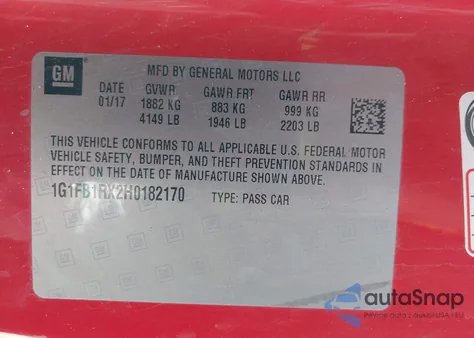 GM
MFD BY GENERAL MOTORS LLC
DATE GVWR GAWR FRT GAWR RR
01/17 1882 KG 883 KG 999 KG
4149 LB 1946 LB 2203 LB
THIS VEHICLE CONFORMS TO ALL APPLICABLE U.S. FEDERAL MOTOR
VEHICLE SAFETY, BUMPER, AND THEFT PREVENTION STANDARDS
IN EFFECT ON THE DATE OF MANUFACTURE SHOWN ABOVE.
1G1FB1RX2H0182170 TYPE: PASS CAR
autaSnap